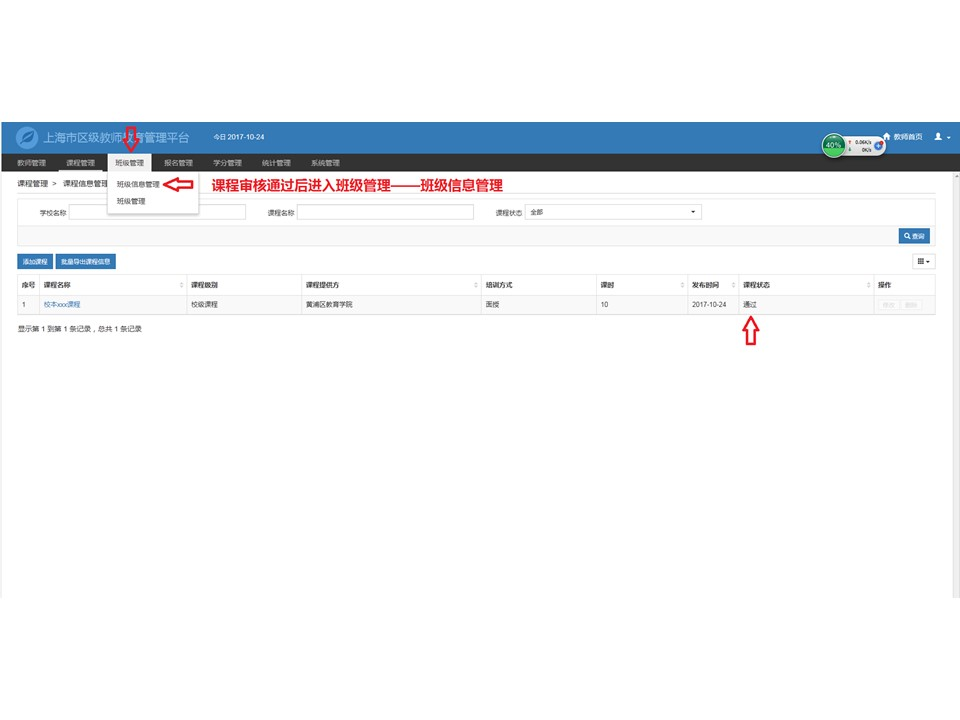 上海市区级教师教育管理平台 今日 2017-10-24
40% 0.06K/s 0K/s 教师首页
教师管理 课程管理 班级管理 报名管理 学分管理 统计管理 系统管理
课程管理 > 课程信息管理
班级信息管理 课程审核通过后进入班级管理——班级信息管理
班级管理
学校名称 课程名称 课程状态 全部
查询
添加课程 批量导出课程信息
序号 课程名称 课程级别 课程提供方 培训方式 课时 发布时间 课程状态 操作
1 校本xxx课程 校级课程 黄浦区教育学院 面授 10 2017-10-24 通过 修改 删除
显示第 1 到第 1 条记录，总共 1 条记录